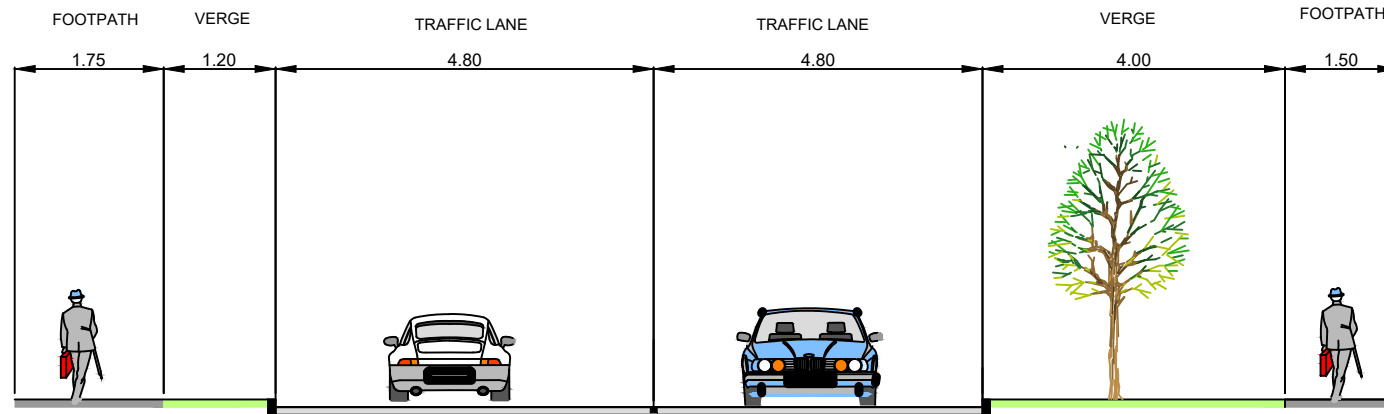 FOOTPATH VERGE TRAFFIC LANE TRAFFIC LANE VERGE FOOTPATH
1.75 1.20 4.80 4.80 4.00 1.50